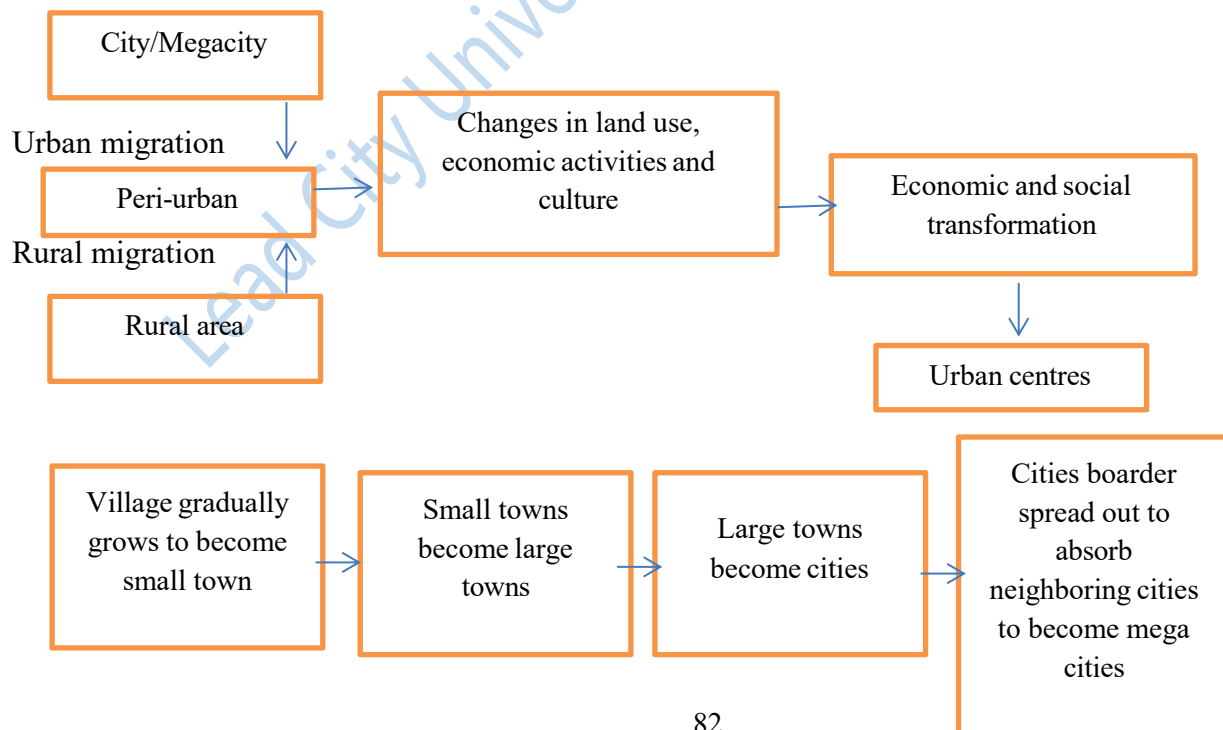 City/Megacity
Urban migration
Peri-urban
Rural migration
Rural area
Changes in land use,
economic activities and
culture
Economic and social
transformation
Urban centres
Village gradually
grows to become
small town
Small towns
become large
towns
Large towns
become cities
Cities boarder
spread out to
absorb
neighboring cities
to become mega
cities
82
Lead City